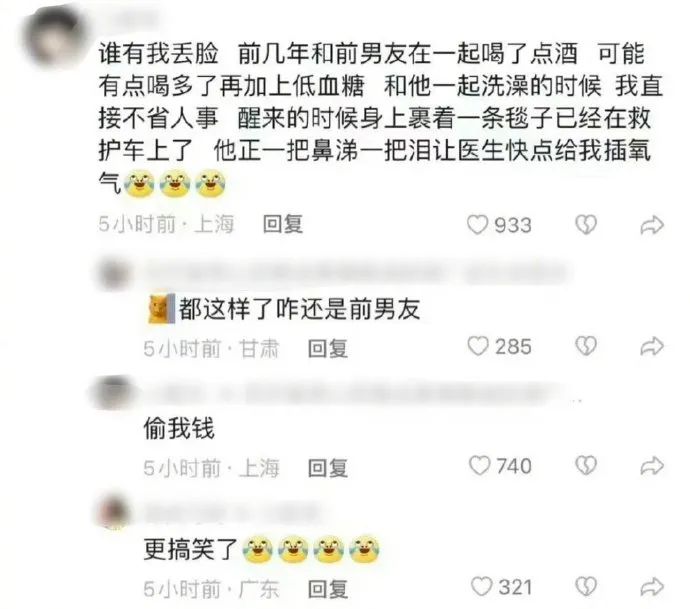 谁有我丢脸 前几年和前男友在一起喝了点酒 可能
有点喝多了再加上低血糖 和他一起洗澡的时候 我直
接不省人事 醒来的时候身上裹着一条毯子已经在救
护车上了 他正一把鼻涕一把泪让医生快点给我插氧
气😂😂😂
5小时前·上海 回复 933
都这样了咋还是前男友
5小时前·甘肃 回复 285
偷我钱
5小时前·上海 回复 740
更搞笑了😂😂😂😂
5小时前·广东 回复 321